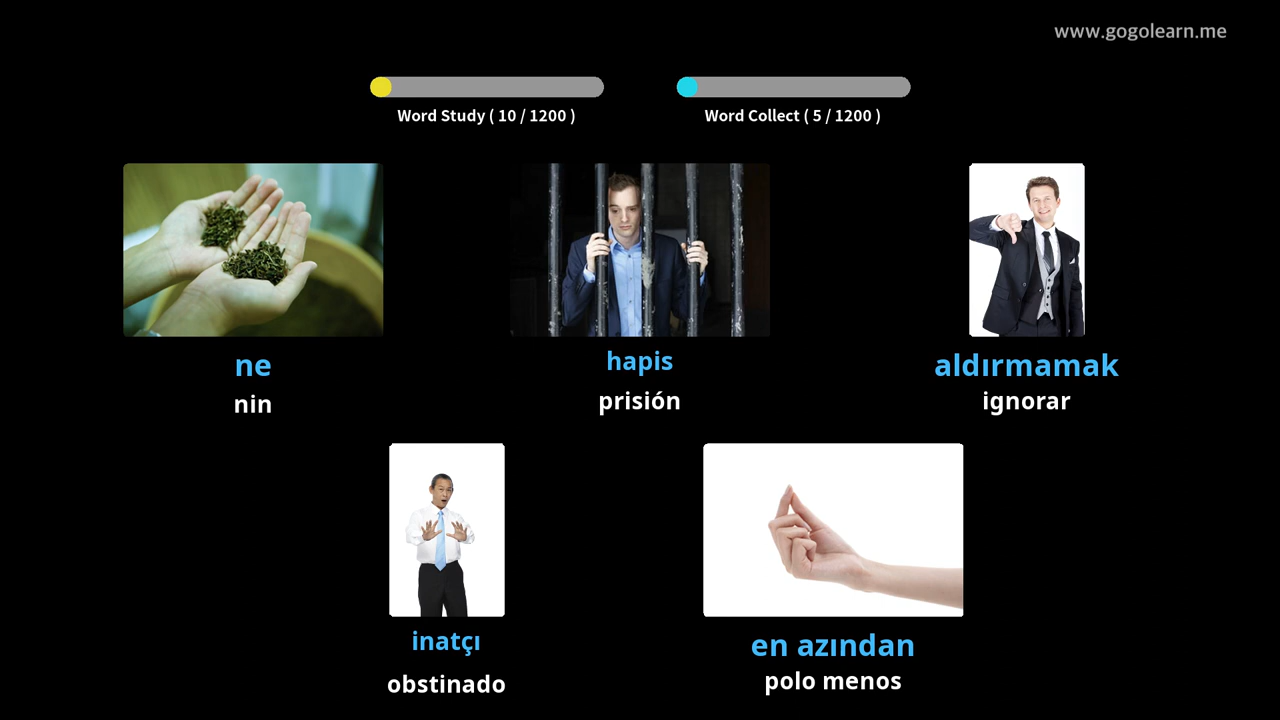 www.gogolearn.me
Word Study ( 10 / 1200 )
Word Collect ( 5 / 1200 )
ne
nin
hapis
prisión
aldırmamak
ignorar
inatçı
obstinado
en azından
polo menos